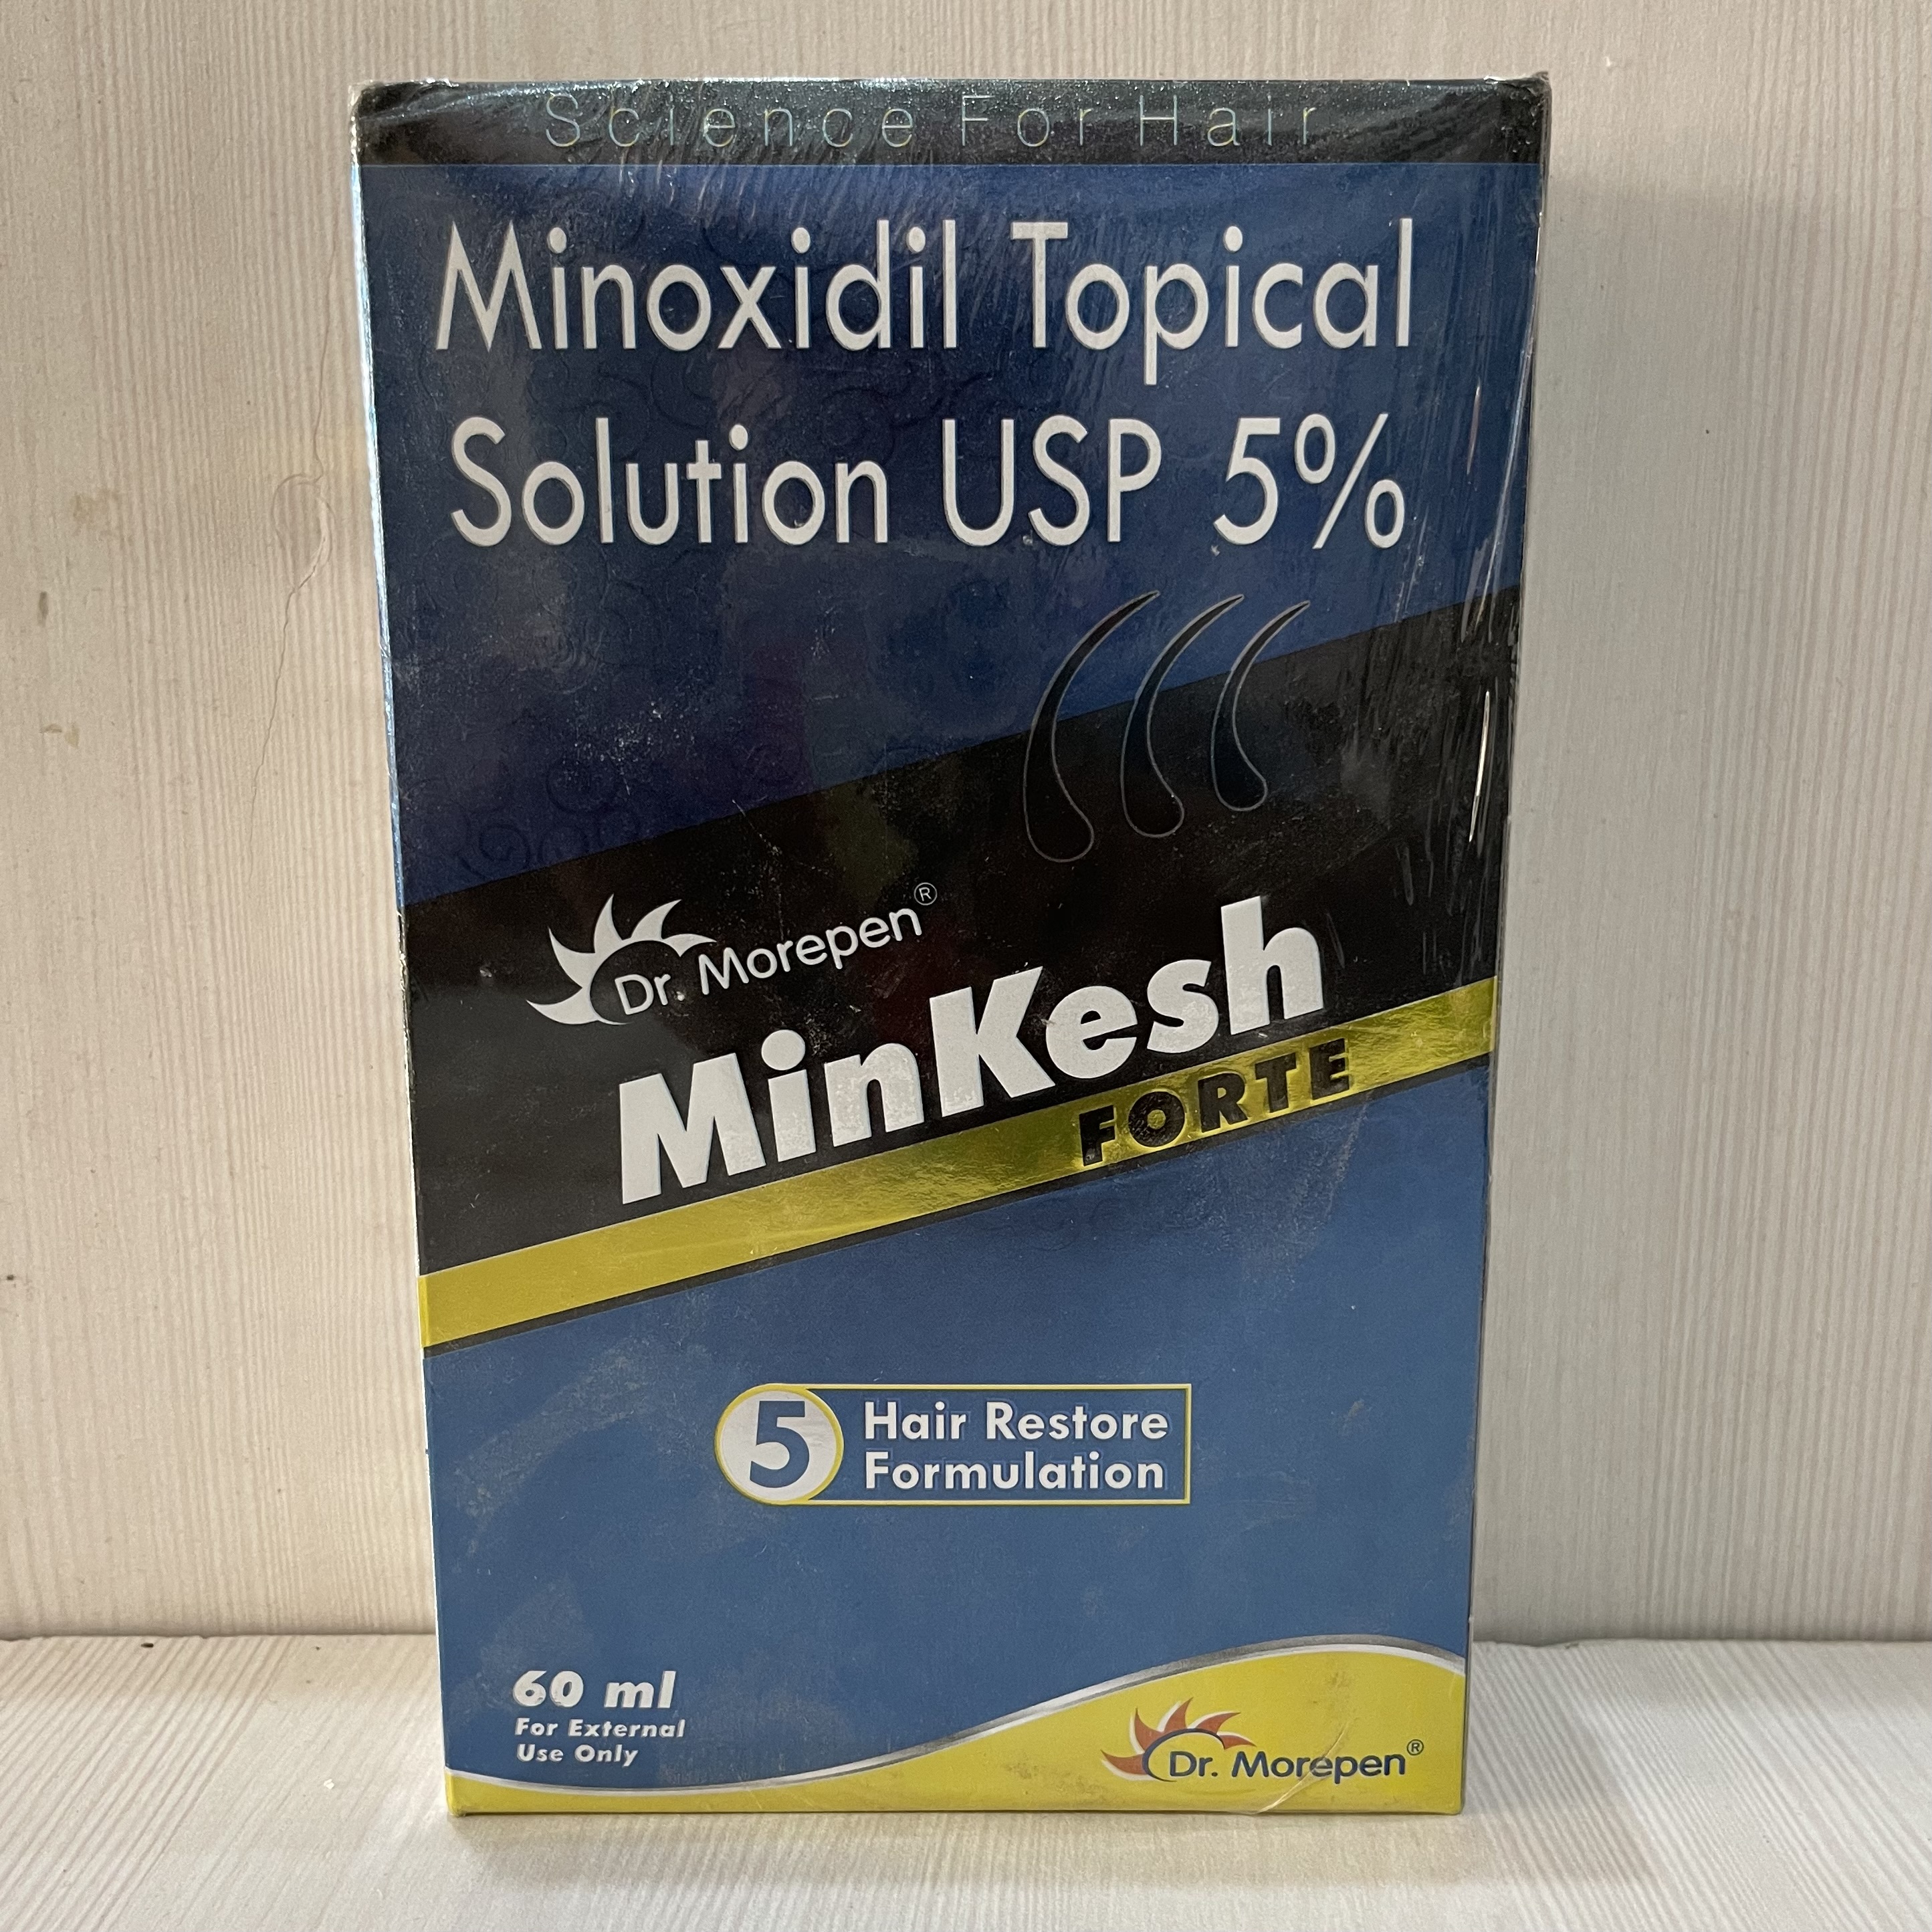 Science For Hair
Minoxidil Topical
Solution USP 5%
Dr. Morepen®
MinKesh
FORTE
5
Hair Restore
Formulation
60 ml
For External
Use Only
Dr. Morepen®